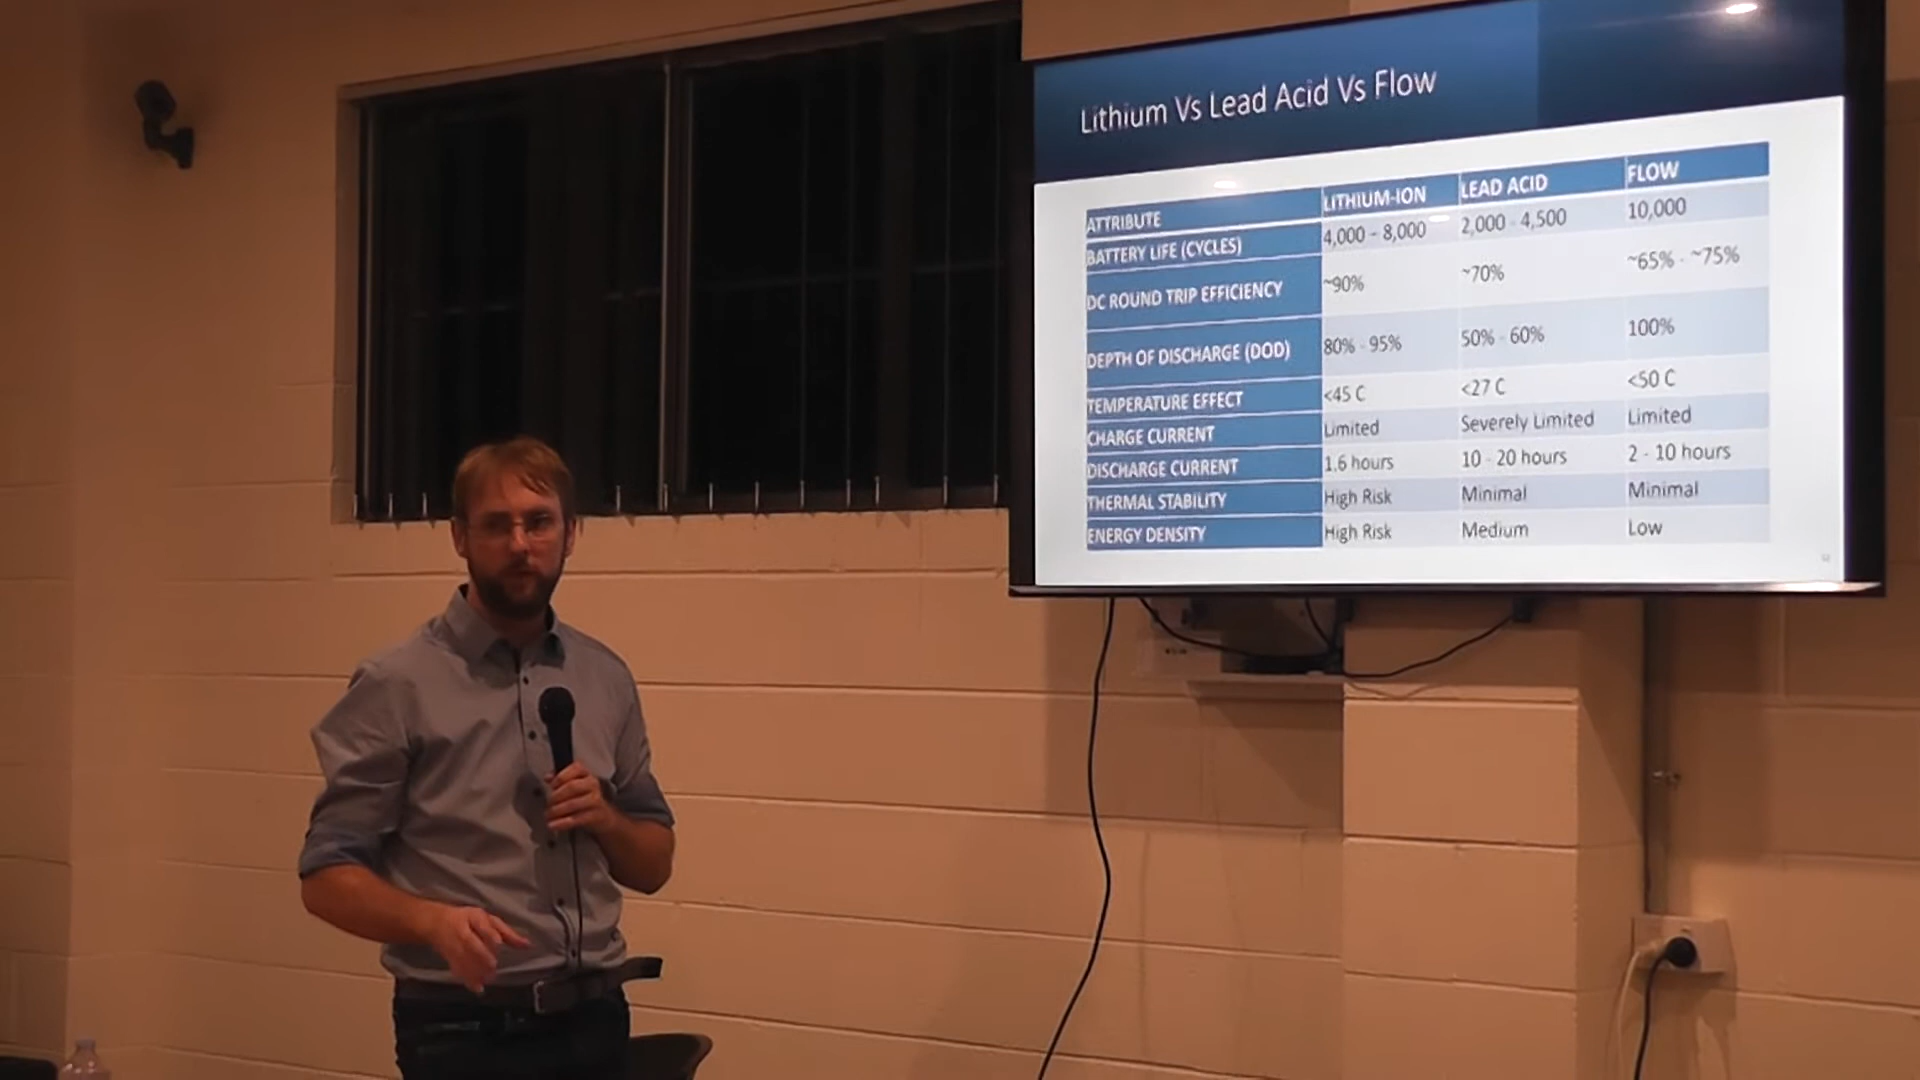 Lithium Vs Lead Acid Vs Flow
ATTRIBUTE LITHIUM-ION LEAD ACID FLOW
BATTERY LIFE (CYCLES) 4,000 - 8,000 2,000 - 4,500 10,000
DC ROUND TRIP EFFICIENCY ~90% ~70% ~65% - ~75%
DEPTH OF DISCHARGE (DOD) 80% - 95% 50% - 60% 100%
TEMPERATURE EFFECT <45 C <27 C <50 C
CHARGE CURRENT Limited Severely Limited Limited
DISCHARGE CURRENT 1.6 hours 10 - 20 hours 2 - 10 hours
THERMAL STABILITY High Risk Minimal Minimal
ENERGY DENSITY High Risk Medium Low